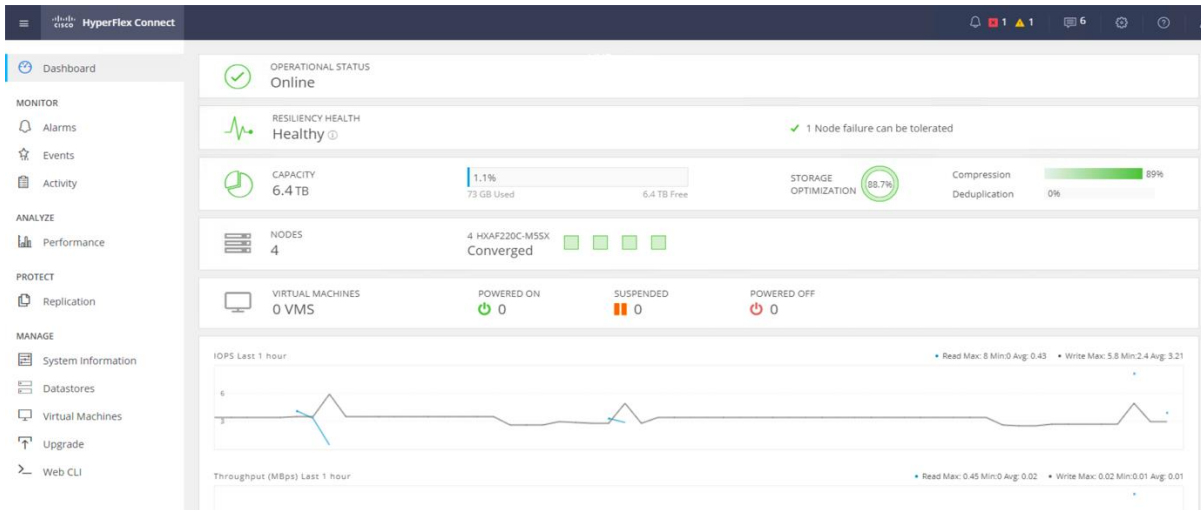 cisco HyperFlex Connect
1 1 6
Dashboard
MONITOR
Alarms
Events
Activity
ANALYZE
Performance
PROTECT
Replication
MANAGE
System Information
Datastores
Virtual Machines
Upgrade
Web CLI
OPERATIONAL STATUS
Online
RESILIENCY HEALTH
Healthy
1 Node failure can be tolerated
CAPACITY
6.4 TB
1.1%
73 GB Used 6.4 TB Free
STORAGE OPTIMIZATION
88.7%
Compression 89%
Deduplication 0%
NODES
4
4 HXAF220C-M5SX
Converged
VIRTUAL MACHINES
0 VMS
POWERED ON
0
SUSPENDED
0
POWERED OFF
0
IOPS Last 1 hour
Read Max: 8 Min:0 Avg: 0.43 Write Max: 5.8 Min:2.4 Avg: 3.21
6
3
Throughput (MBps) Last 1 hour
Read Max: 0.45 Min:0 Avg: 0.02 Write Max: 0.02 Min:0.01 Avg: 0.01